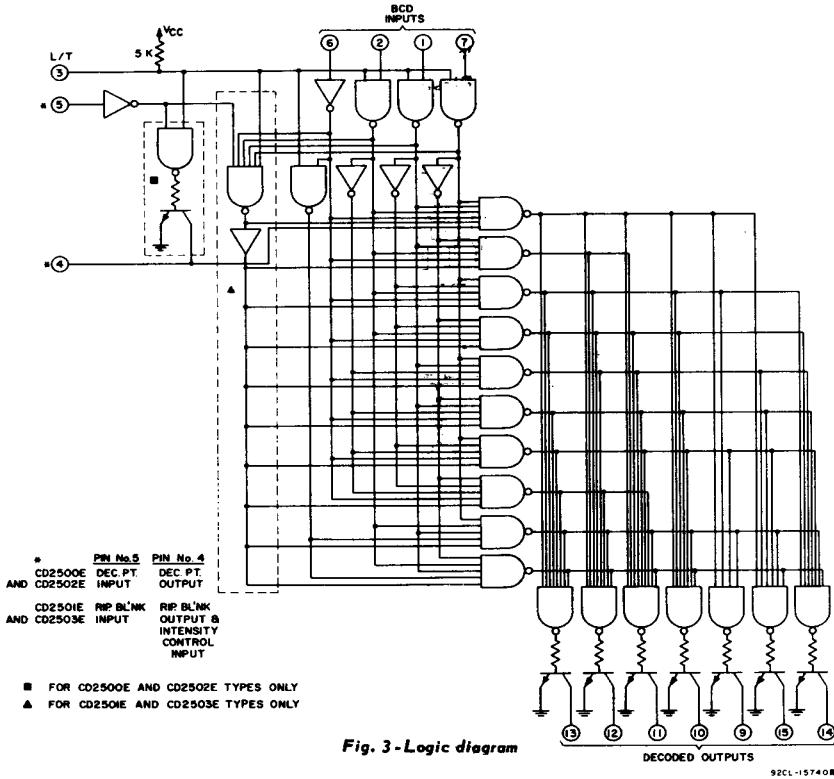 BCD
INPUTS
VCC
5 K
L/T
3
6
2
1
7
* 5
■
* 4
▲
* PIN No.5 PIN No. 4
CD2500E DEC. PT. DEC. PT.
AND CD2502E INPUT OUTPUT
CD2501E RIP. BL'NK RIP. BL'NK
AND CD2503E INPUT OUTPUT &
INTENSITY
CONTROL
INPUT
■ FOR CD2500E AND CD2502E TYPES ONLY
▲ FOR CD2501E AND CD2503E TYPES ONLY
13 12 11 10 9 15 14
Fig. 3 - Logic diagram
DECODED OUTPUTS
92CL-15740B